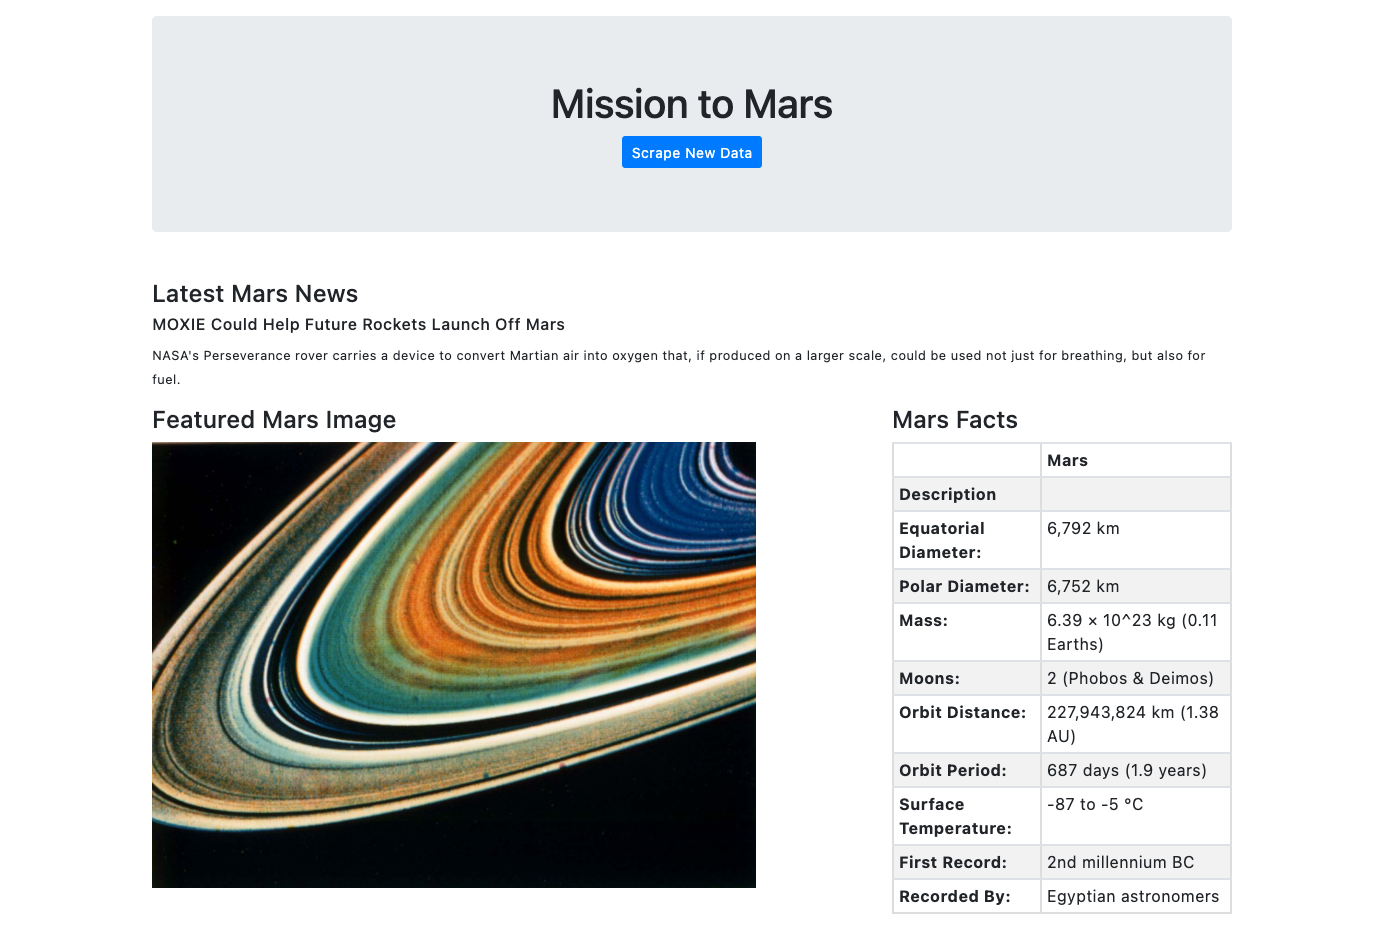 Mission to Mars
Scrape New Data
Latest Mars News
MOXIE Could Help Future Rockets Launch Off Mars
NASA's Perseverance rover carries a device to convert Martian air into oxygen that, if produced on a larger scale, could be used not just for breathing, but also for
fuel.
Featured Mars Image
Mars Facts
Mars
Description
Equatorial
Diameter:
6,792 km
Polar Diameter:
6,752 km
Mass:
6.39 × 10^23 kg (0.11
Earths)
Moons:
2 (Phobos & Deimos)
Orbit Distance:
227,943,824 km (1.38
AU)
Orbit Period:
687 days (1.9 years)
Surface
Temperature:
-87 to -5 °C
First Record:
2nd millennium BC
Recorded By:
Egyptian astronomers